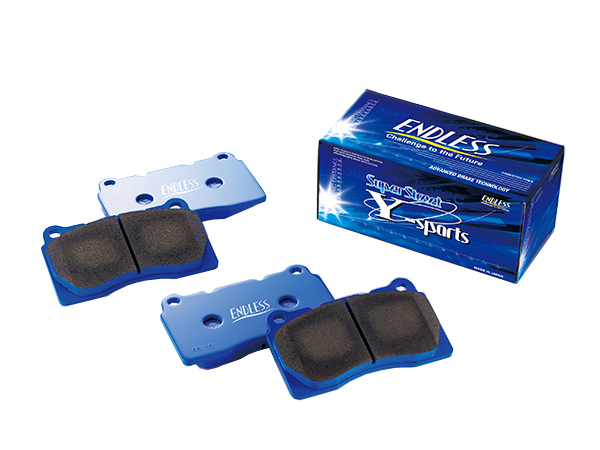 ENDLESS
Challenge to the Future
ADVANCED BRAKE TECHNOLOGY
Super Street
Y-sports
ENDLESS
MADE IN JAPAN
ENDLESS
ENDLESS